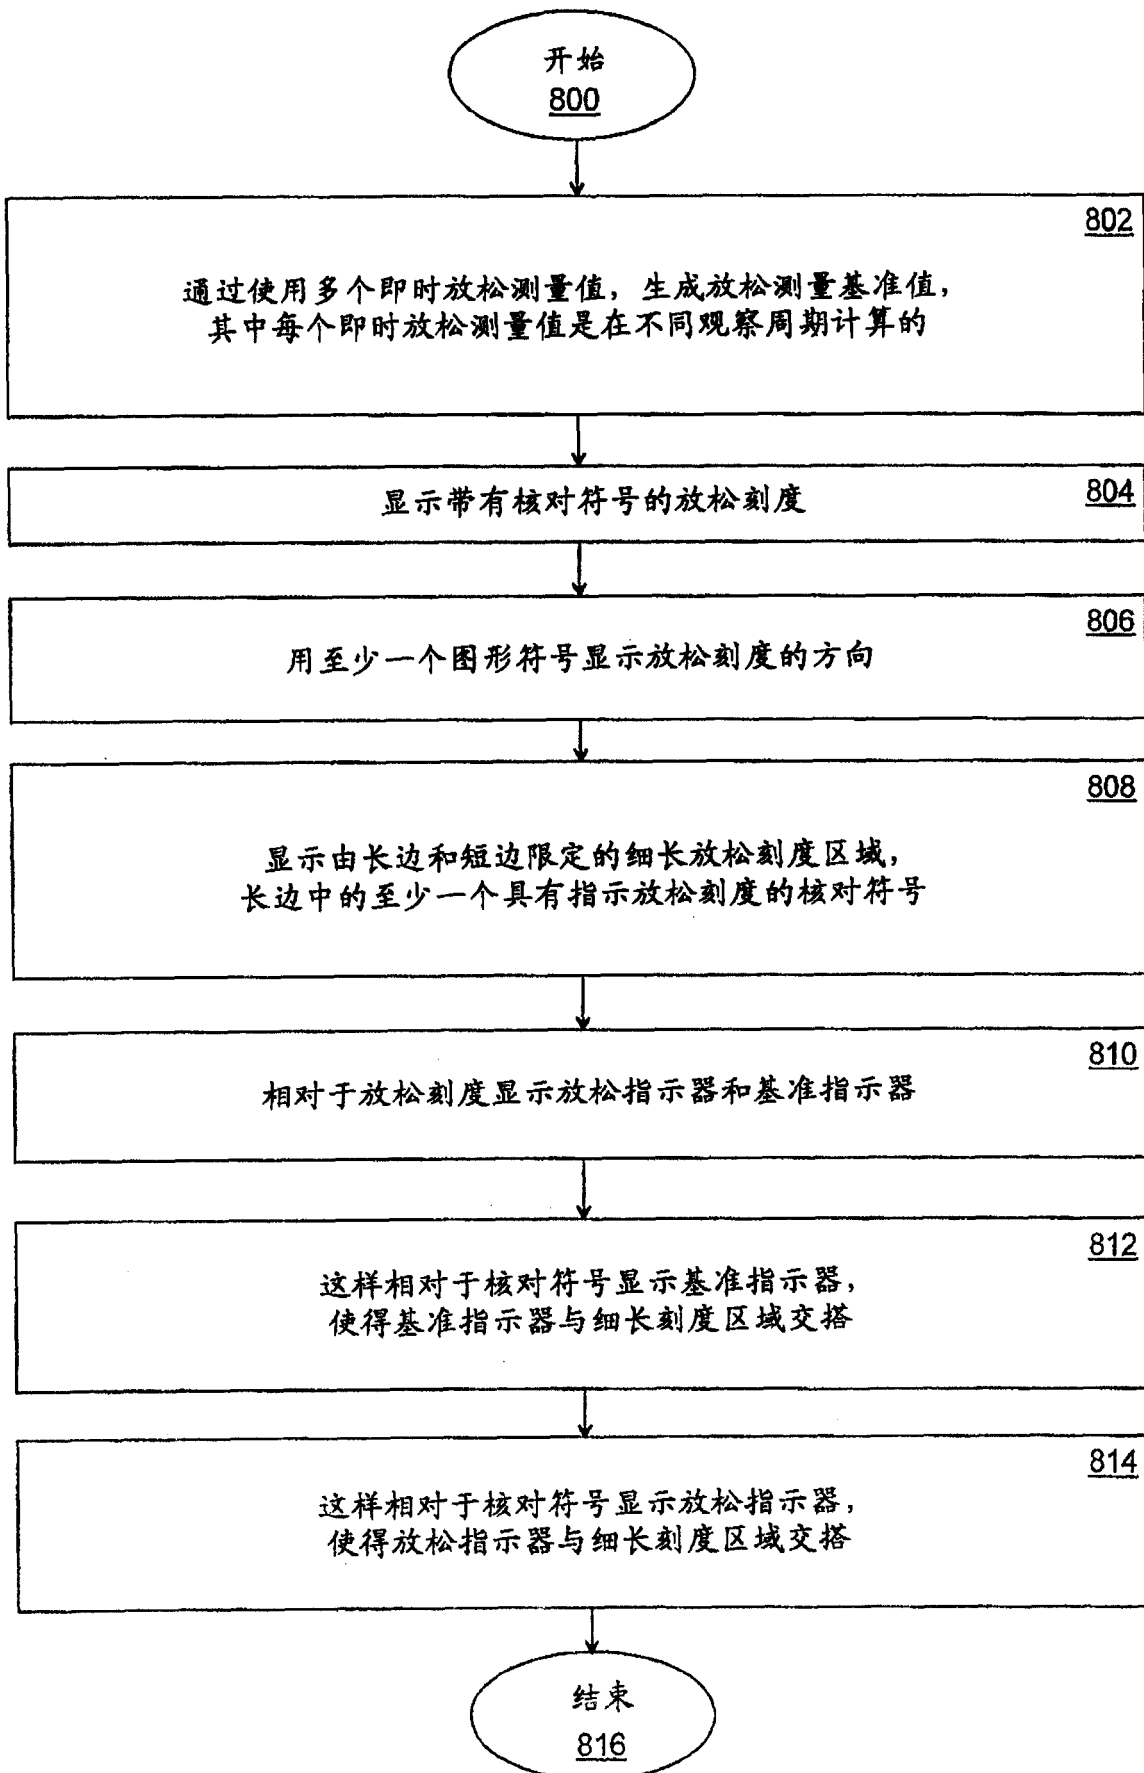 开始
800
802
通过使用多个即时放松测量值，生成放松测量基准值，
其中每个即时放松测量值是在不同观察周期计算的
804
显示带有核对符号的放松刻度
806
用至少一个图形符号显示放松刻度的方向
808
显示由长边和短边限定的细长放松刻度区域，
长边中的至少一个具有指示放松刻度的核对符号
810
相对于放松刻度显示放松指示器和基准指示器
812
这样相对于核对符号显示基准指示器，
使得基准指示器与细长刻度区域交搭
814
这样相对于核对符号显示放松指示器，
使得放松指示器与细长刻度区域交搭
结束
816